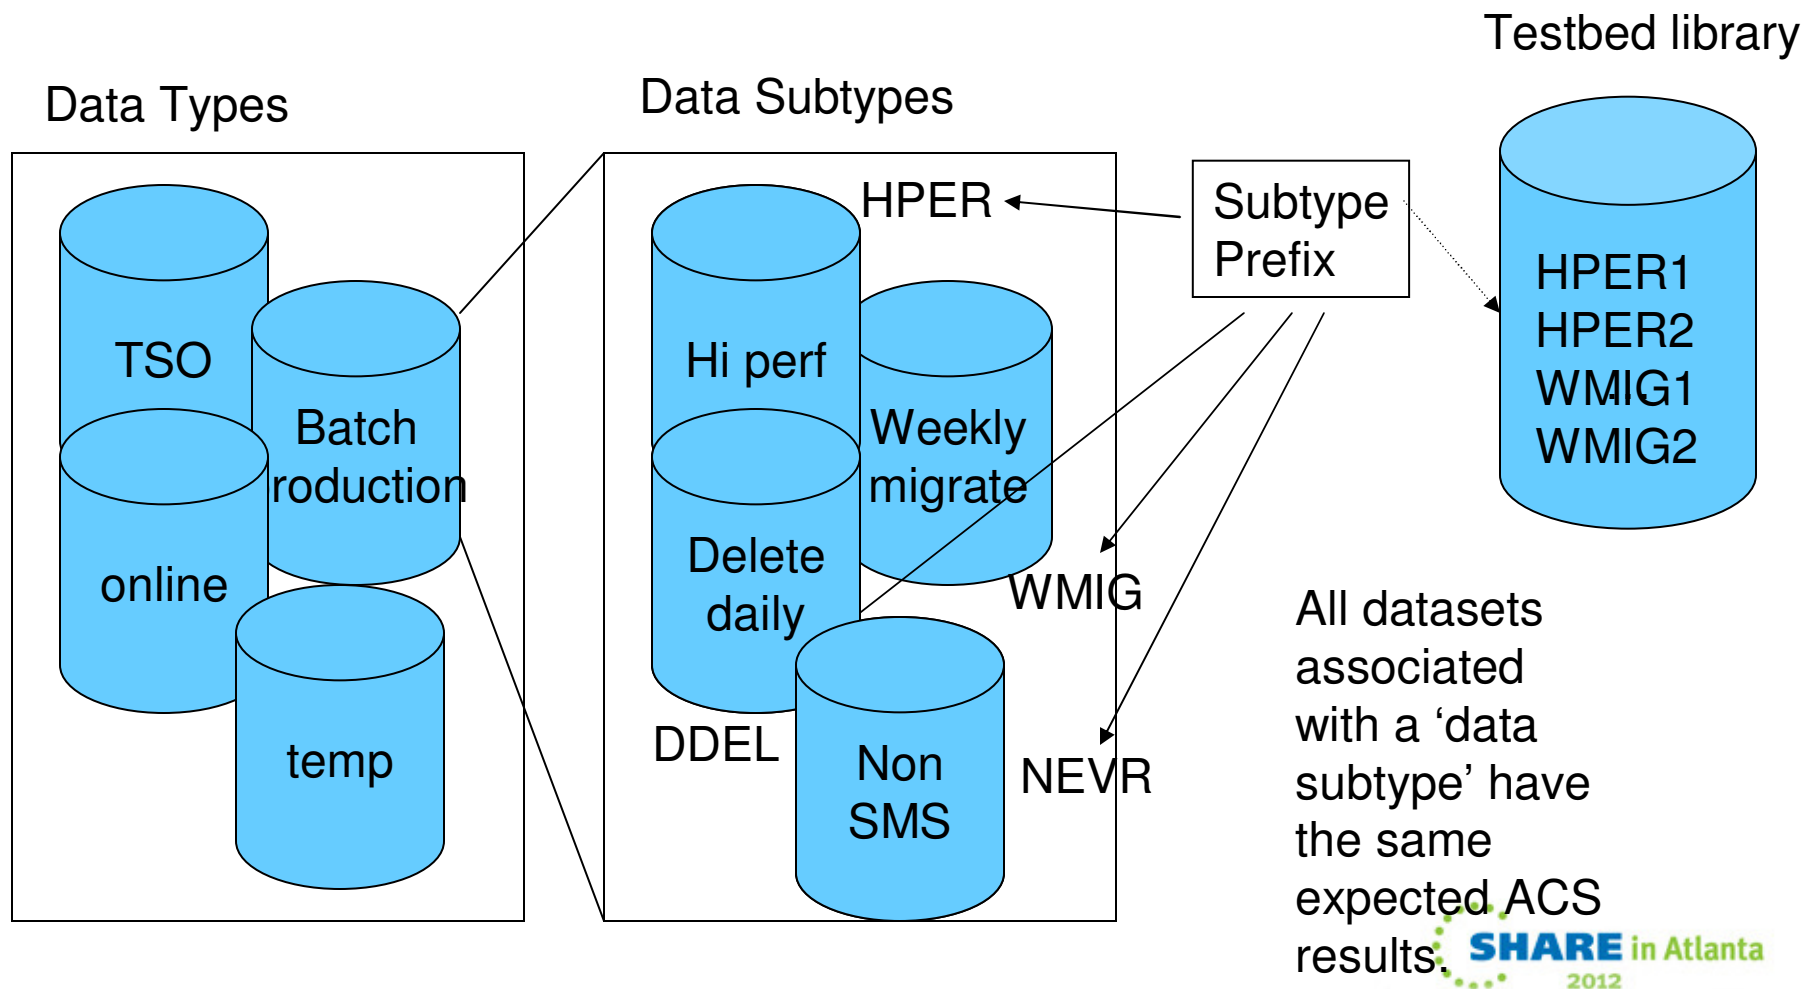 Testbed library
Data Types
Data Subtypes
TSO
Batch
roduction
online
temp
HPER
Hi perf
Weekly
migrate
Delete
daily
WMIG
DDEL
Non
SMS
NEVR
Subtype
Prefix
HPER1
HPER2
WMIG1
...
WMIG2
All datasets
associated
with a ‘data
subtype’ have
the same
expected ACS
results.
SHARE in Atlanta
2012